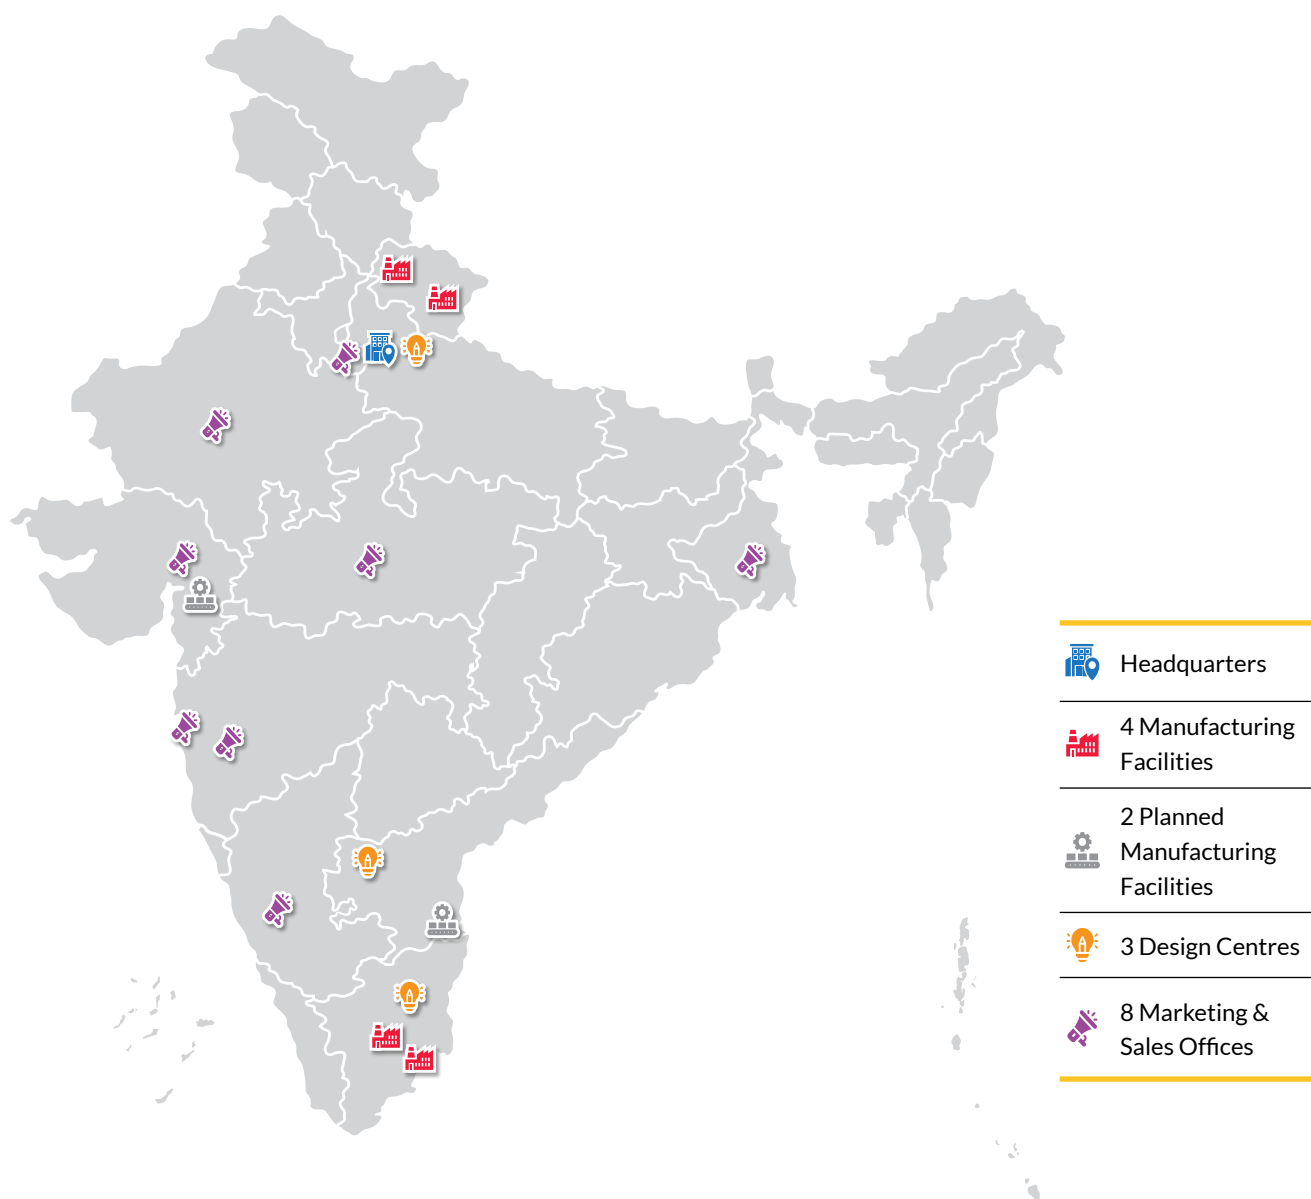 Headquarters
4 Manufacturing
Facilities
2 Planned
Manufacturing
Facilities
3 Design Centres
8 Marketing &
Sales Offices